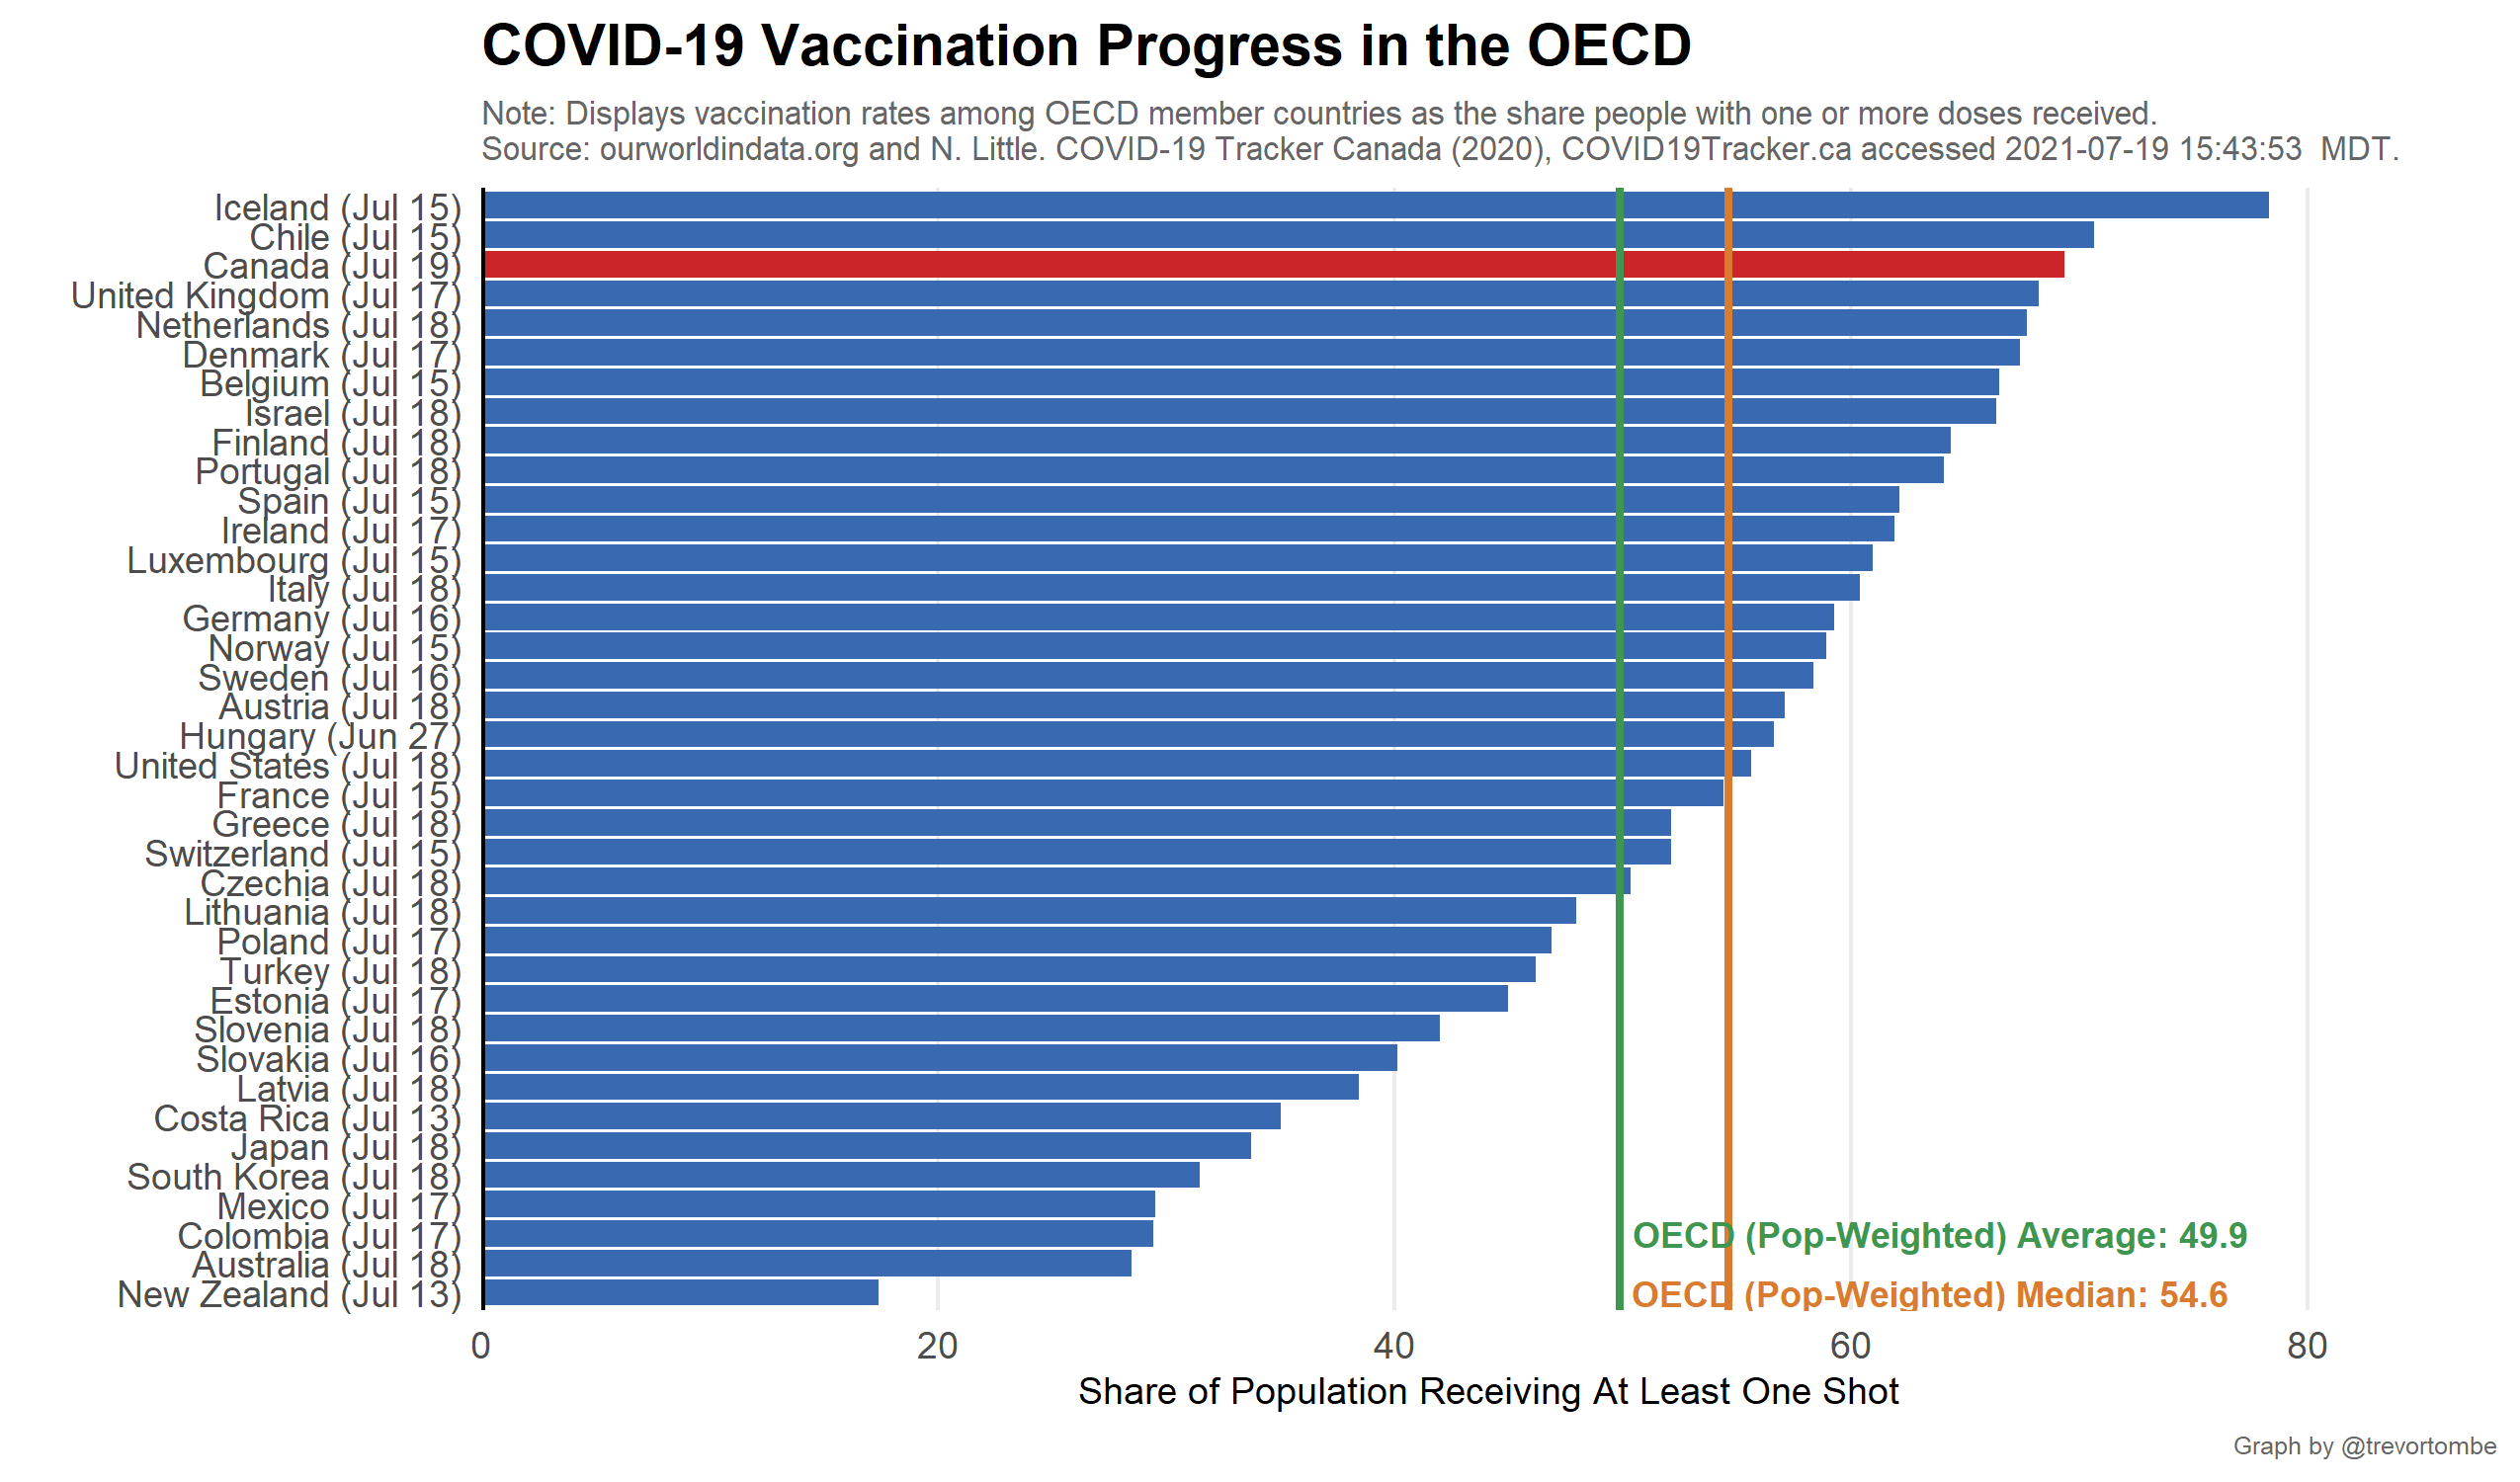 COVID-19 Vaccination Progress in the OECD
Note: Displays vaccination rates among OECD member countries as the share people with one or more doses received.
Source: ourworldindata.org and N. Little. COVID-19 Tracker Canada (2020), COVID19Tracker.ca accessed 2021-07-19 15:43:53  MDT.
Iceland (Jul 15)
Chile (Jul 15)
Canada (Jul 19)
United Kingdom (Jul 17)
Netherlands (Jul 18)
Denmark (Jul 17)
Belgium (Jul 15)
Israel (Jul 18)
Finland (Jul 18)
Portugal (Jul 18)
Spain (Jul 15)
Ireland (Jul 17)
Luxembourg (Jul 15)
Italy (Jul 18)
Germany (Jul 16)
Norway (Jul 15)
Sweden (Jul 16)
Austria (Jul 18)
Hungary (Jun 27)
United States (Jul 18)
France (Jul 15)
Greece (Jul 18)
Switzerland (Jul 15)
Czechia (Jul 18)
Lithuania (Jul 18)
Poland (Jul 17)
Turkey (Jul 18)
Estonia (Jul 17)
Slovenia (Jul 18)
Slovakia (Jul 16)
Latvia (Jul 18)
Costa Rica (Jul 13)
Japan (Jul 18)
South Korea (Jul 18)
Mexico (Jul 17)
Colombia (Jul 17)
Australia (Jul 18)
New Zealand (Jul 13)
OECD (Pop-Weighted) Average: 49.9
OECD (Pop-Weighted) Median: 54.6
0 20 40 60 80
Share of Population Receiving At Least One Shot
Graph by @trevortombe